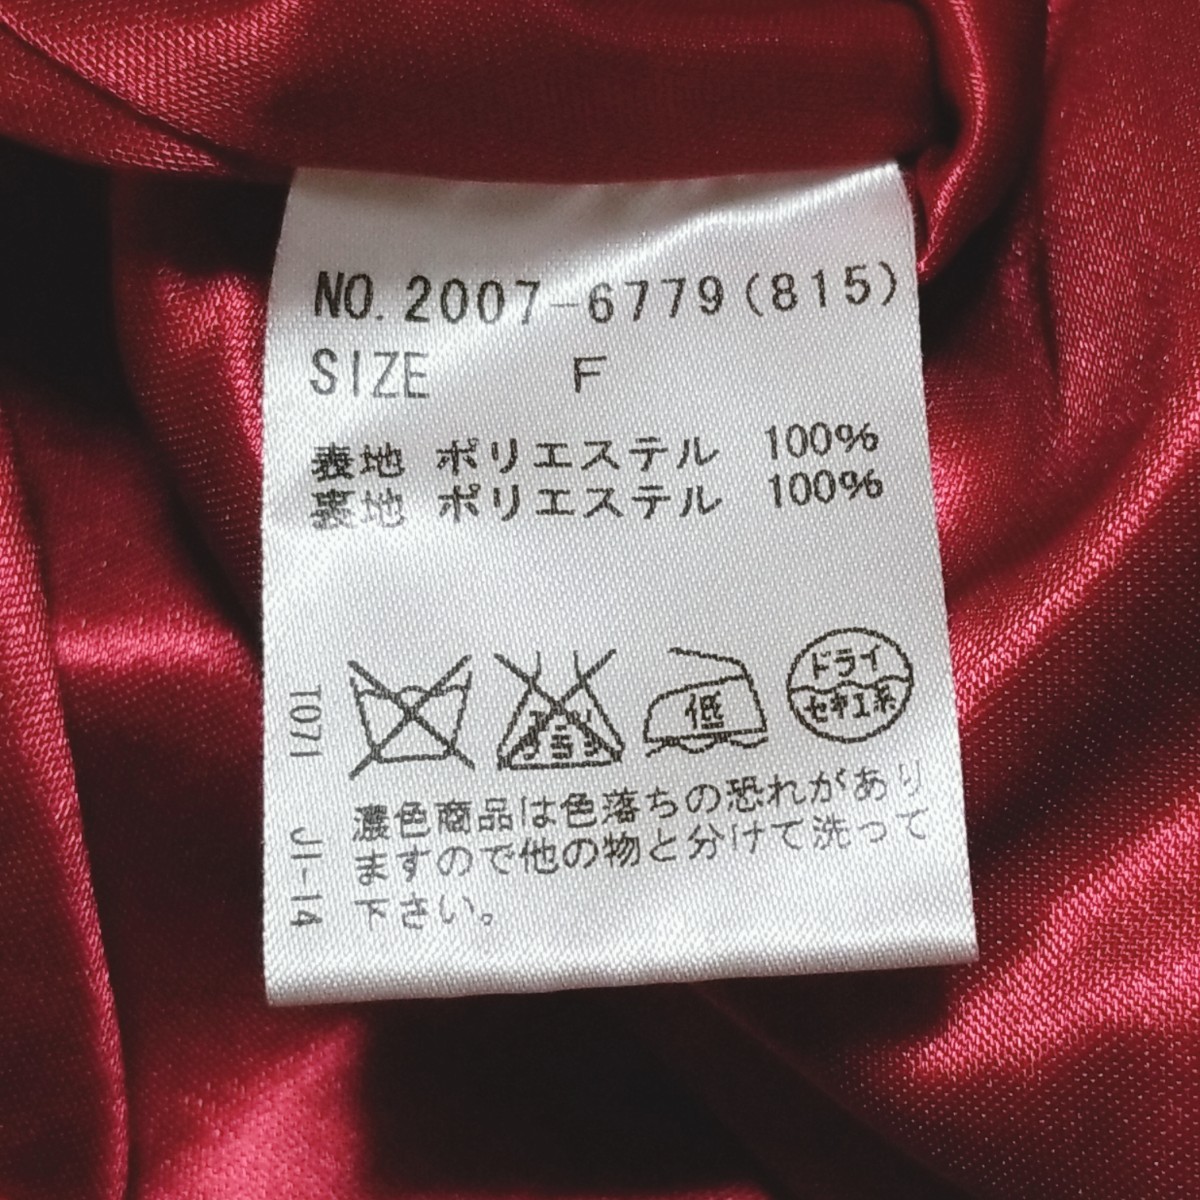 NO. 2007-6779(815)
SIZE F
表地 ポリエステル 100%
裏地 ポリエステル 100%
低
ドライ
セキユ系
濃色商品は色落ちの恐れがあり
ますので他の物と分けて洗って
下さい。
T071 J1-14